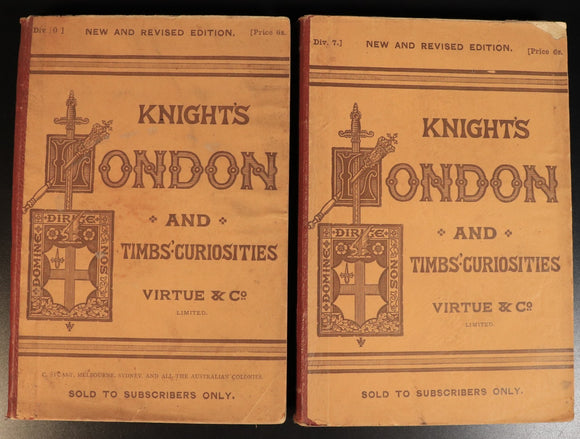 Div [0 ] NEW AND REVISED EDITION. [Price 6s.
KNIGHT'S
LONDON
AND
TIMBS' CURIOSITIES
VIRTUE & Co
LIMITED.
DOMINE DIRIGE NOS
C. STUART, MELBOURNE, SYDNEY, AND ALL THE AUSTRALIAN COLONIES.
SOLD TO SUBSCRIBERS ONLY.
Div. 7.] NEW AND REVISED EDITION. [Price 6s.
KNIGHT'S
LONDON
AND
TIMBS' CURIOSITIES
VIRTUE & Co
LIMITED.
DOMINE DIRIGE NOS
SOLD TO SUBSCRIBERS ONLY.